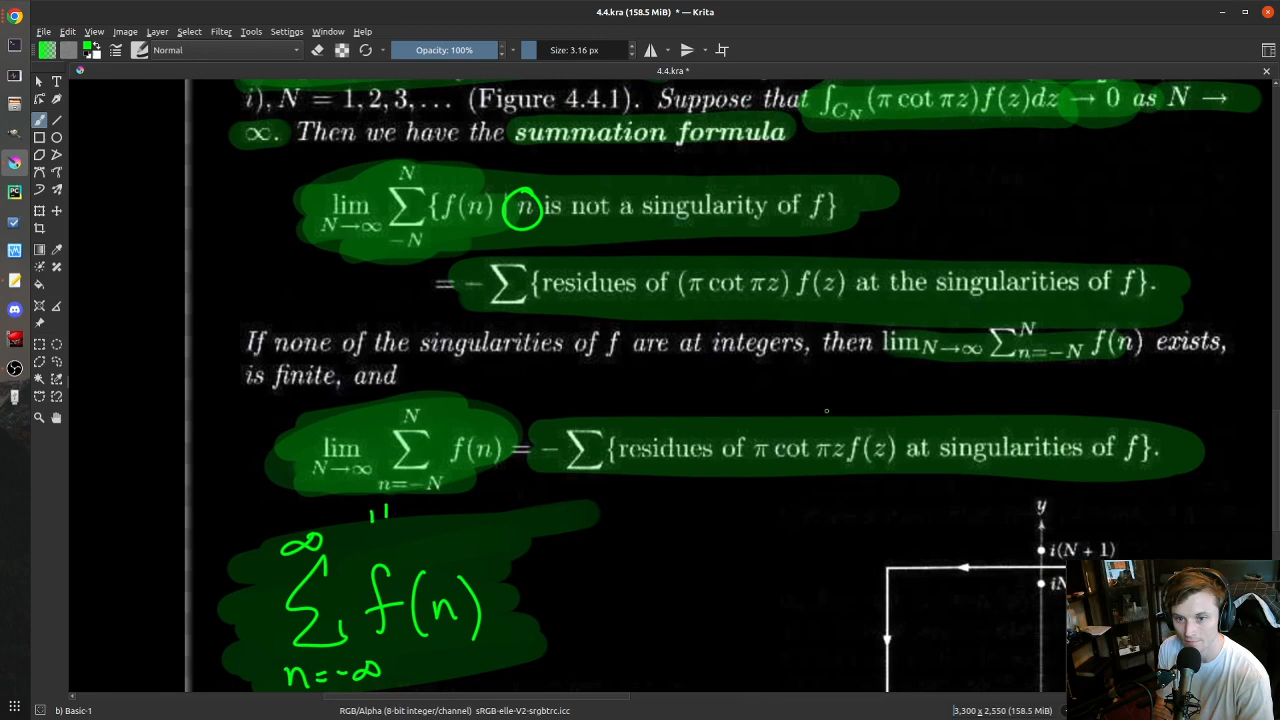 4.4.kra (158.5 MiB) * — Krita
File Edit View Image Layer Select Filter Tools Settings Window Help
Normal Opacity: 100% Size: 3.16 px
4.4.kra *
i), N = 1, 2, 3, … (Figure 4.4.1). Suppose that ∫_{C_N} (π cot πz) f(z)dz → 0 as N →
∞. Then we have the summation formula
lim_{N→∞} ∑_{-N}^{N} {f(n) | n is not a singularity of f}
= − ∑ {residues of (π cot πz) f(z) at the singularities of f}.
If none of the singularities of f are at integers, then lim_{N→∞} ∑_{n=−N}^{N} f(n) exists,
is finite, and
lim_{N→∞} ∑_{n=−N}^{N} f(n) = − ∑ {residues of π cot πz f(z) at singularities of f}.
∑_{n=-∞}^{∞} f(n)
y
i(N + 1)
b) Basic-1 RGB/Alpha (8-bit integer/channel) sRGB-elle-V2-srgbtrc.icc 3,300 x 2,550 (158.5 MiB)